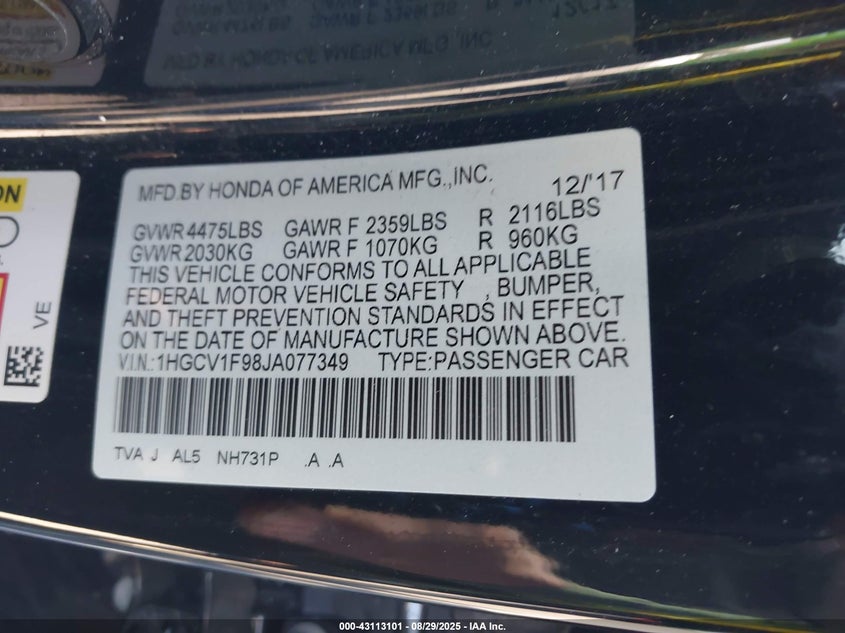 MFD.BY HONDA OF AMERICA MFG.,INC. 12/'17
GVWR 4475LBS GAWR F 2359LBS R 2116LBS
GVWR 2030KG GAWR F 1070KG R 960KG
THIS VEHICLE CONFORMS TO ALL APPLICABLE
FEDERAL MOTOR VEHICLE SAFETY , BUMPER,
AND THEFT PREVENTION STANDARDS IN EFFECT
ON THE DATE OF MANUFACTURE SHOWN ABOVE.
V.I.N.:1HGCV1F98JA077349 TYPE:PASSENGER CAR
TVA J AL5 NH731P .A .A
VE
000-43113101 - 08/29/2025 - IAA Inc.